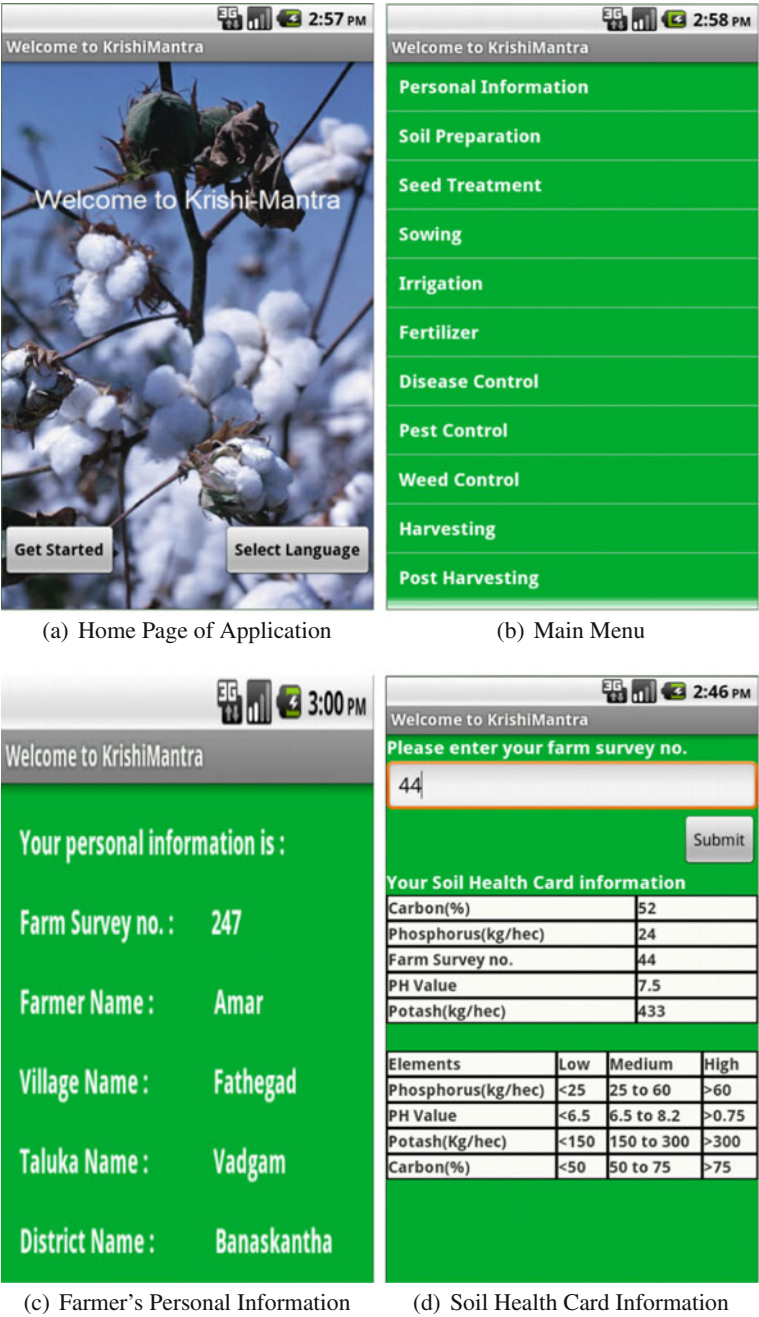 3G 2:57 PM
Welcome to KrishiMantra
Welcome to Krishi-Mantra
Get Started Select Language
(a) Home Page of Application
3G 2:58 PM
Welcome to KrishiMantra
Personal Information
Soil Preparation
Seed Treatment
Sowing
Irrigation
Fertilizer
Disease Control
Pest Control
Weed Control
Harvesting
Post Harvesting
(b) Main Menu
3G 3:00 PM
Welcome to KrishiMantra
Your personal information is :
Farm Survey no. : 247
Farmer Name : Amar
Village Name : Fathegad
Taluka Name : Vadgam
District Name : Banaskantha
(c) Farmer's Personal Information
3G 2:46 PM
Welcome to KrishiMantra
Please enter your farm survey no.
44
Submit
Your Soil Health Card information
Carbon(%) 52
Phosphorus(kg/hec) 24
Farm Survey no. 44
PH Value 7.5
Potash(kg/hec) 433
Elements Low Medium High
Phosphorus(kg/hec) <25 25 to 60 >60
PH Value <6.5 6.5 to 8.2 >0.75
Potash(Kg/hec) <150 150 to 300 >300
Carbon(%) <50 50 to 75 >75
(d) Soil Health Card Information